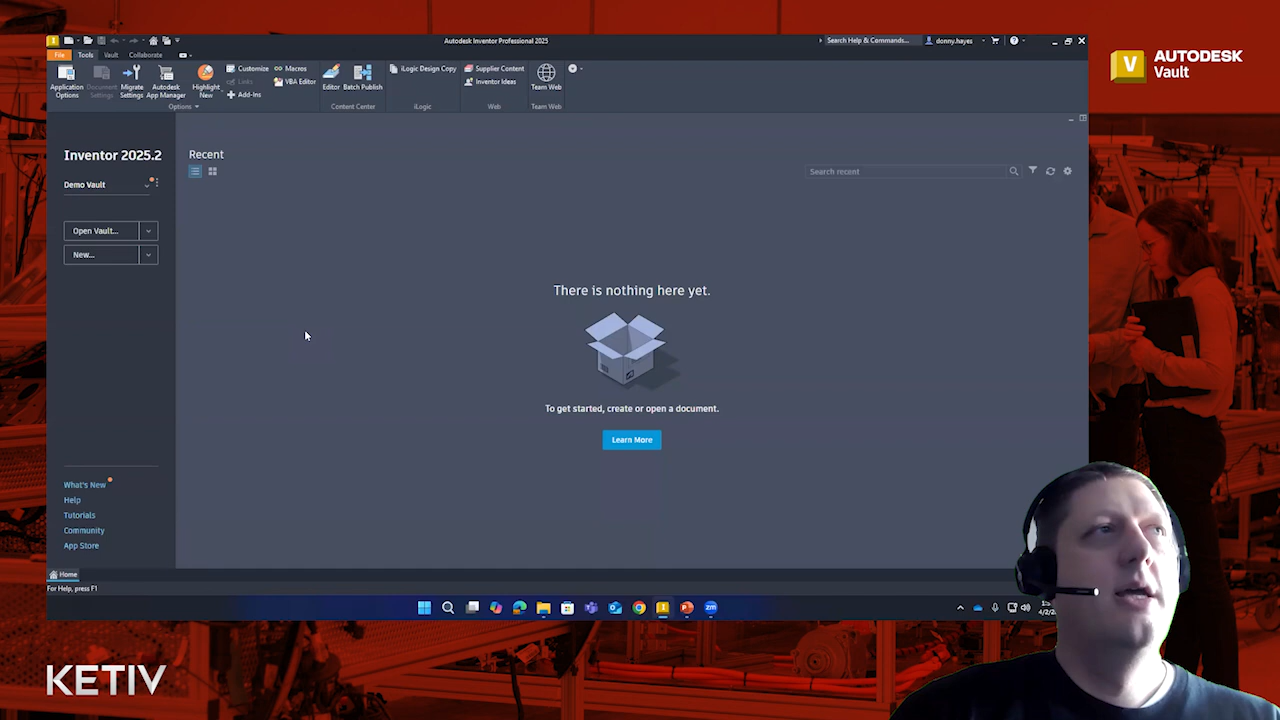 Autodesk Inventor Professional 2025
Search Help & Commands...
donny.hayes
File Tools Vault Collaborate
Application Options
Document Settings
Migrate Settings
Autodesk App Manager
Highlight New
Customize
Links
Add-Ins
Macros
VBA Editor
Editor
Batch Publish
iLogic Design Copy
Supplier Content
Inventor Ideas
Team Web
Options
Content Center
iLogic
Web
Team Web
V
AUTODESK
Vault
Inventor 2025.2
Demo Vault
Open Vault...
New...
Recent
Search recent
There is nothing here yet.
To get started, create or open a document.
Learn More
What's New
Help
Tutorials
Community
App Store
Home
For Help, press F1
zm
KETIV